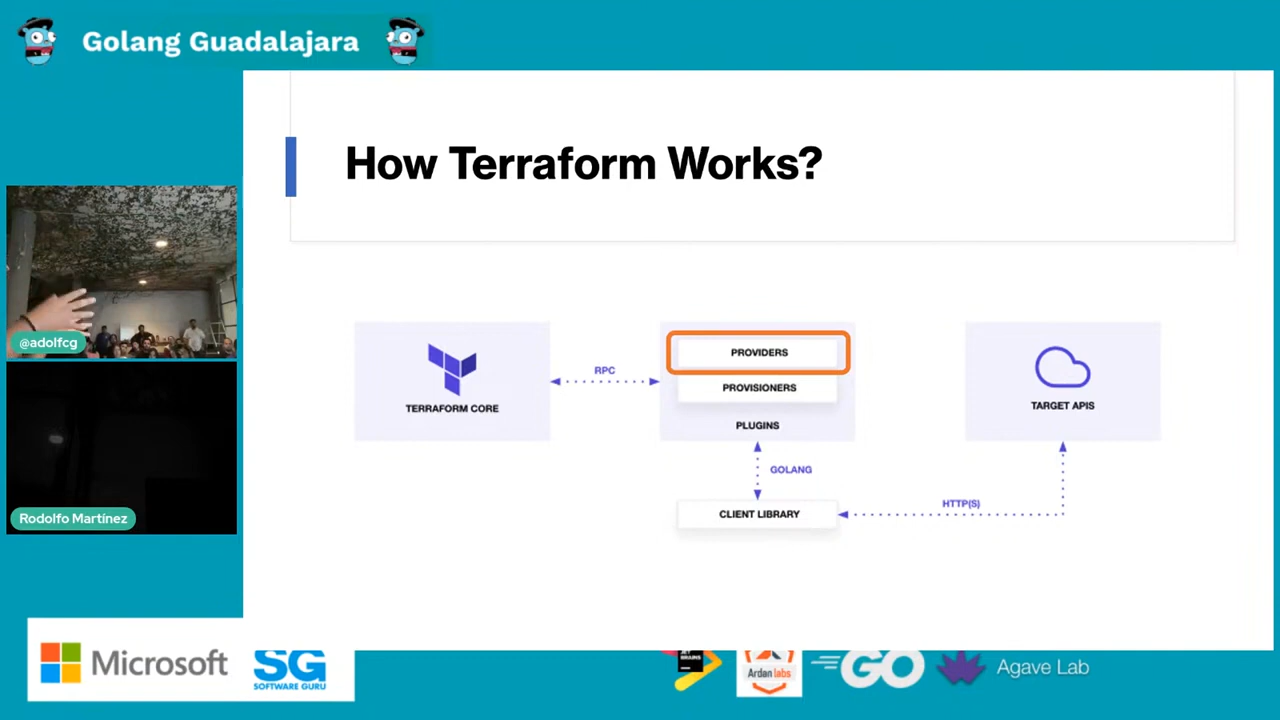 Golang Guadalajara
How Terraform Works?
@adolfcg
Rodolfo Martínez
TERRAFORM CORE
RPC
PROVIDERS
PROVISIONERS
PLUGINS
GOLANG
CLIENT LIBRARY
HTTP(S)
TARGET APIS
Microsoft
SG
SOFTWARE GURU
BRAINS
Ardan labs
GO
Agave Lab